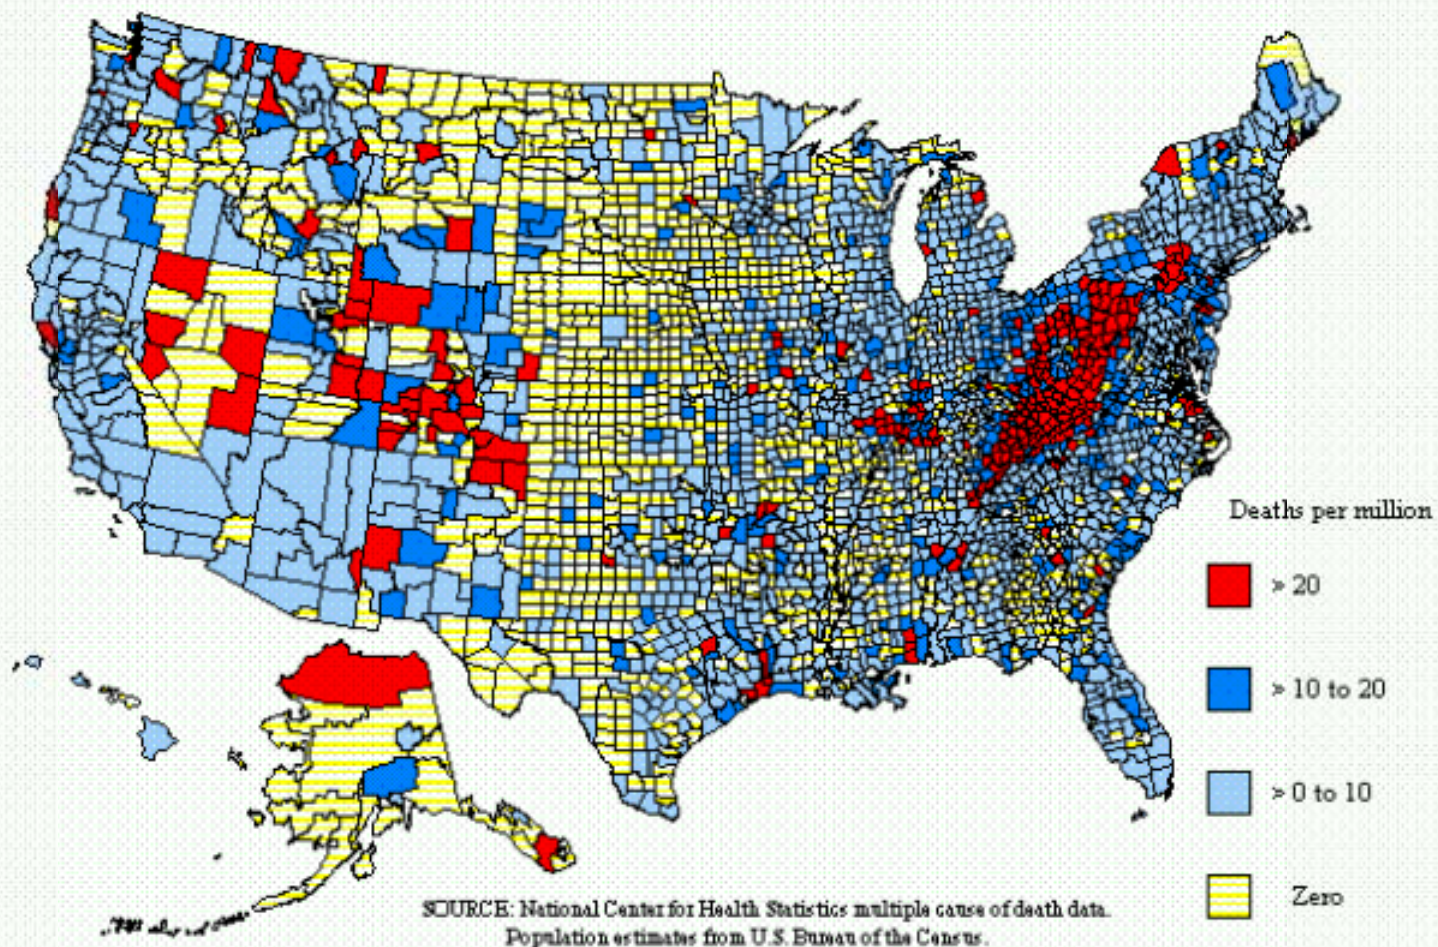 Deaths per million
> 20
> 10 to 20
> 0 to 10
Zero
SOURCE: National Center for Health Statistics multiple cause of death data.
Population estimates from U.S. Bureau of the Census.